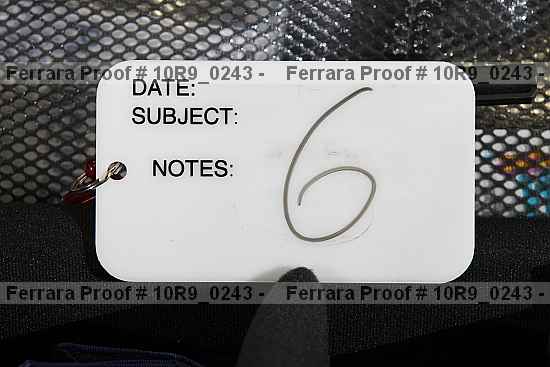 Ferrara Proof # 10R9_0243 - Ferrara Proof # 10R9_0243 -
DATE:
SUBJECT:
NOTES:
6
Ferrara Proof # 10R9_0243 - Ferrara Proof # 10R9_0243 -